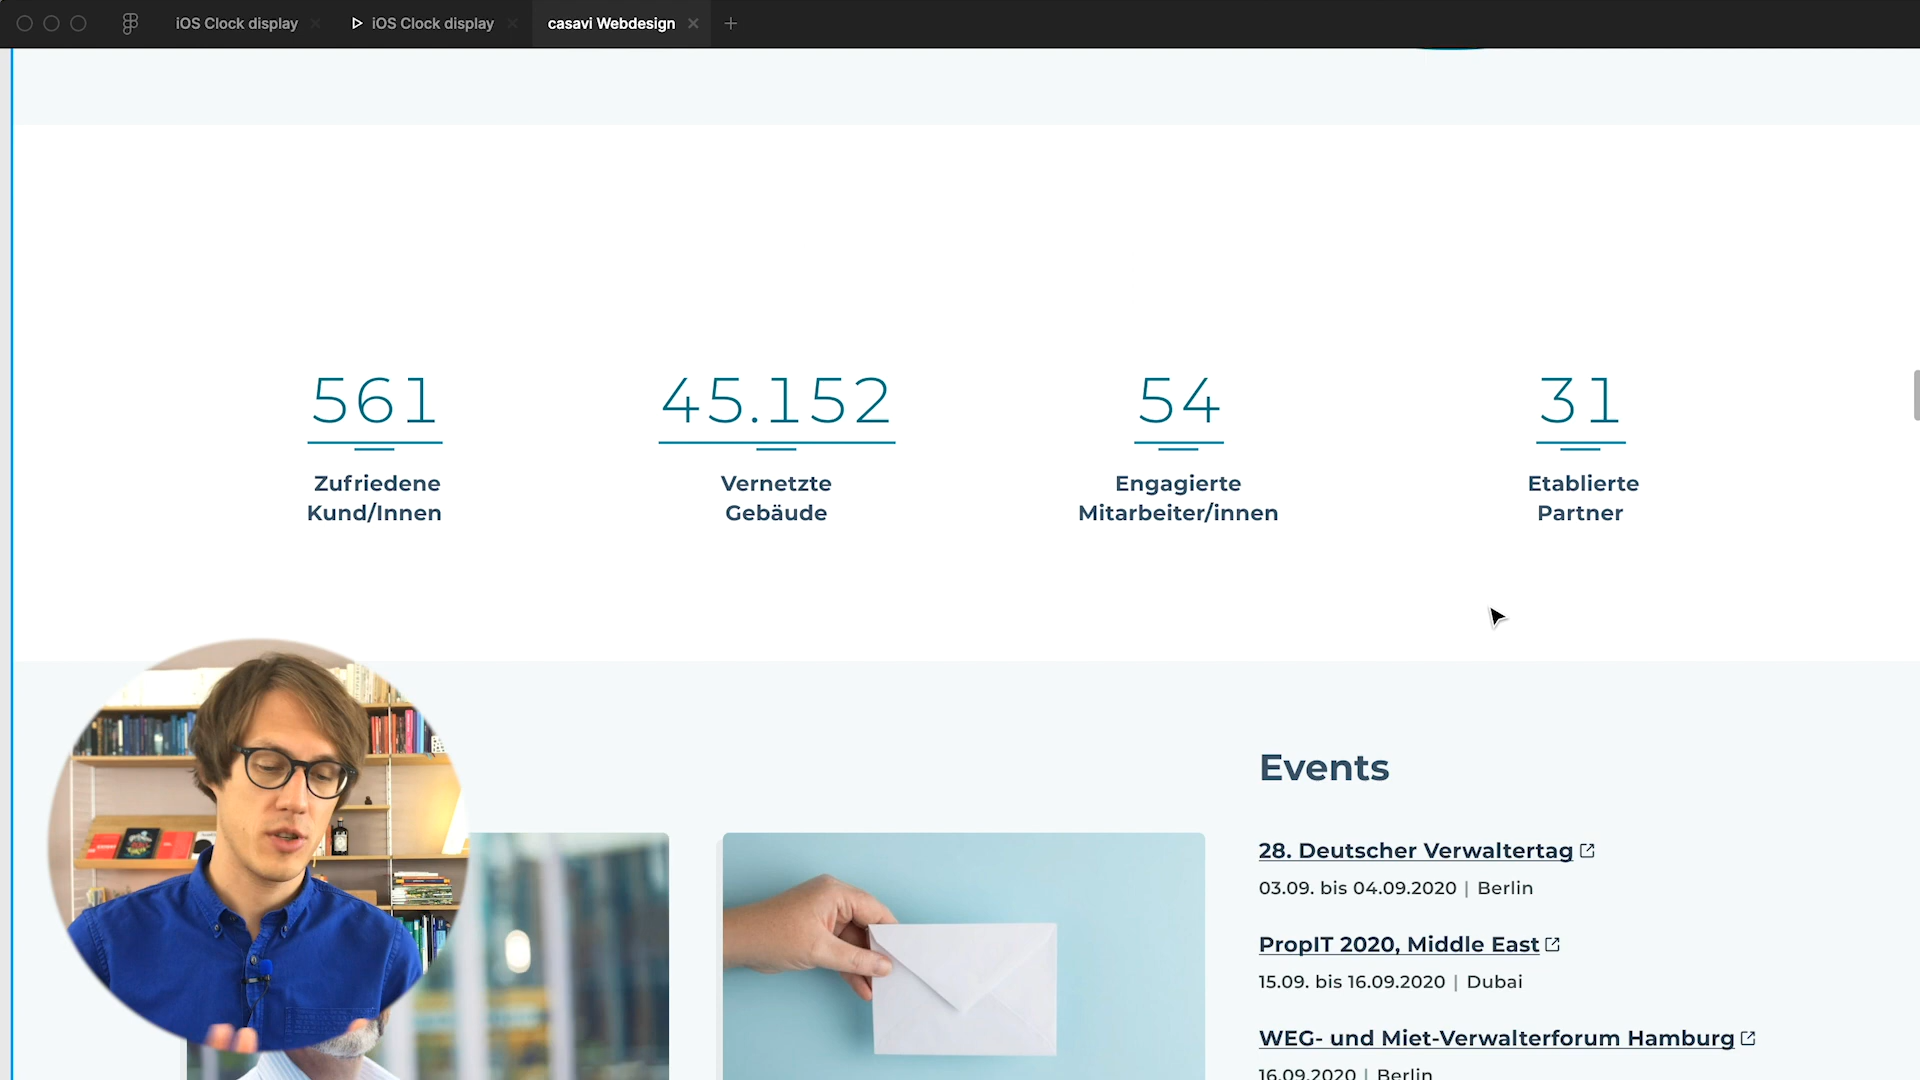 iOS Clock display
iOS Clock display
casavi Webdesign
561
Zufriedene
Kund/Innen
45.152
Vernetzte
Gebäude
54
Engagierte
Mitarbeiter/innen
31
Etablierte
Partner
Events
28. Deutscher Verwaltertag
03.09. bis 04.09.2020 | Berlin
PropIT 2020, Middle East
15.09. bis 16.09.2020 | Dubai
WEG- und Miet-Verwalterforum Hamburg
16.09.2020 | Berlin